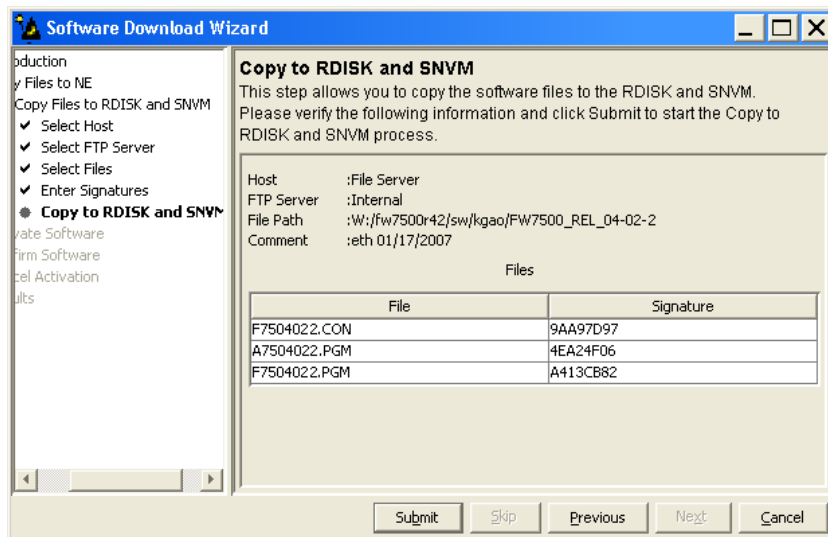 Software Download Wizard
oduction
y Files to NE
Copy Files to RDISK and SNVM
Select Host
Select FTP Server
Select Files
Enter Signatures
Copy to RDISK and SNVM
vate Software
firm Software
cel Activation
ults
Copy to RDISK and SNVM
This step allows you to copy the software files to the RDISK and SNVM.
Please verify the following information and click Submit to start the Copy to
RDISK and SNVM process.
Host :File Server
FTP Server :Internal
File Path :W:/fw7500r42/sw/kgao/FW7500_REL_04-02-2
Comment :eth 01/17/2007
Files
File Signature
F7504022.CON 9AA97D97
A7504022.PGM 4EA24F06
F7504022.PGM A413CB82
Submit Skip Previous Next Cancel